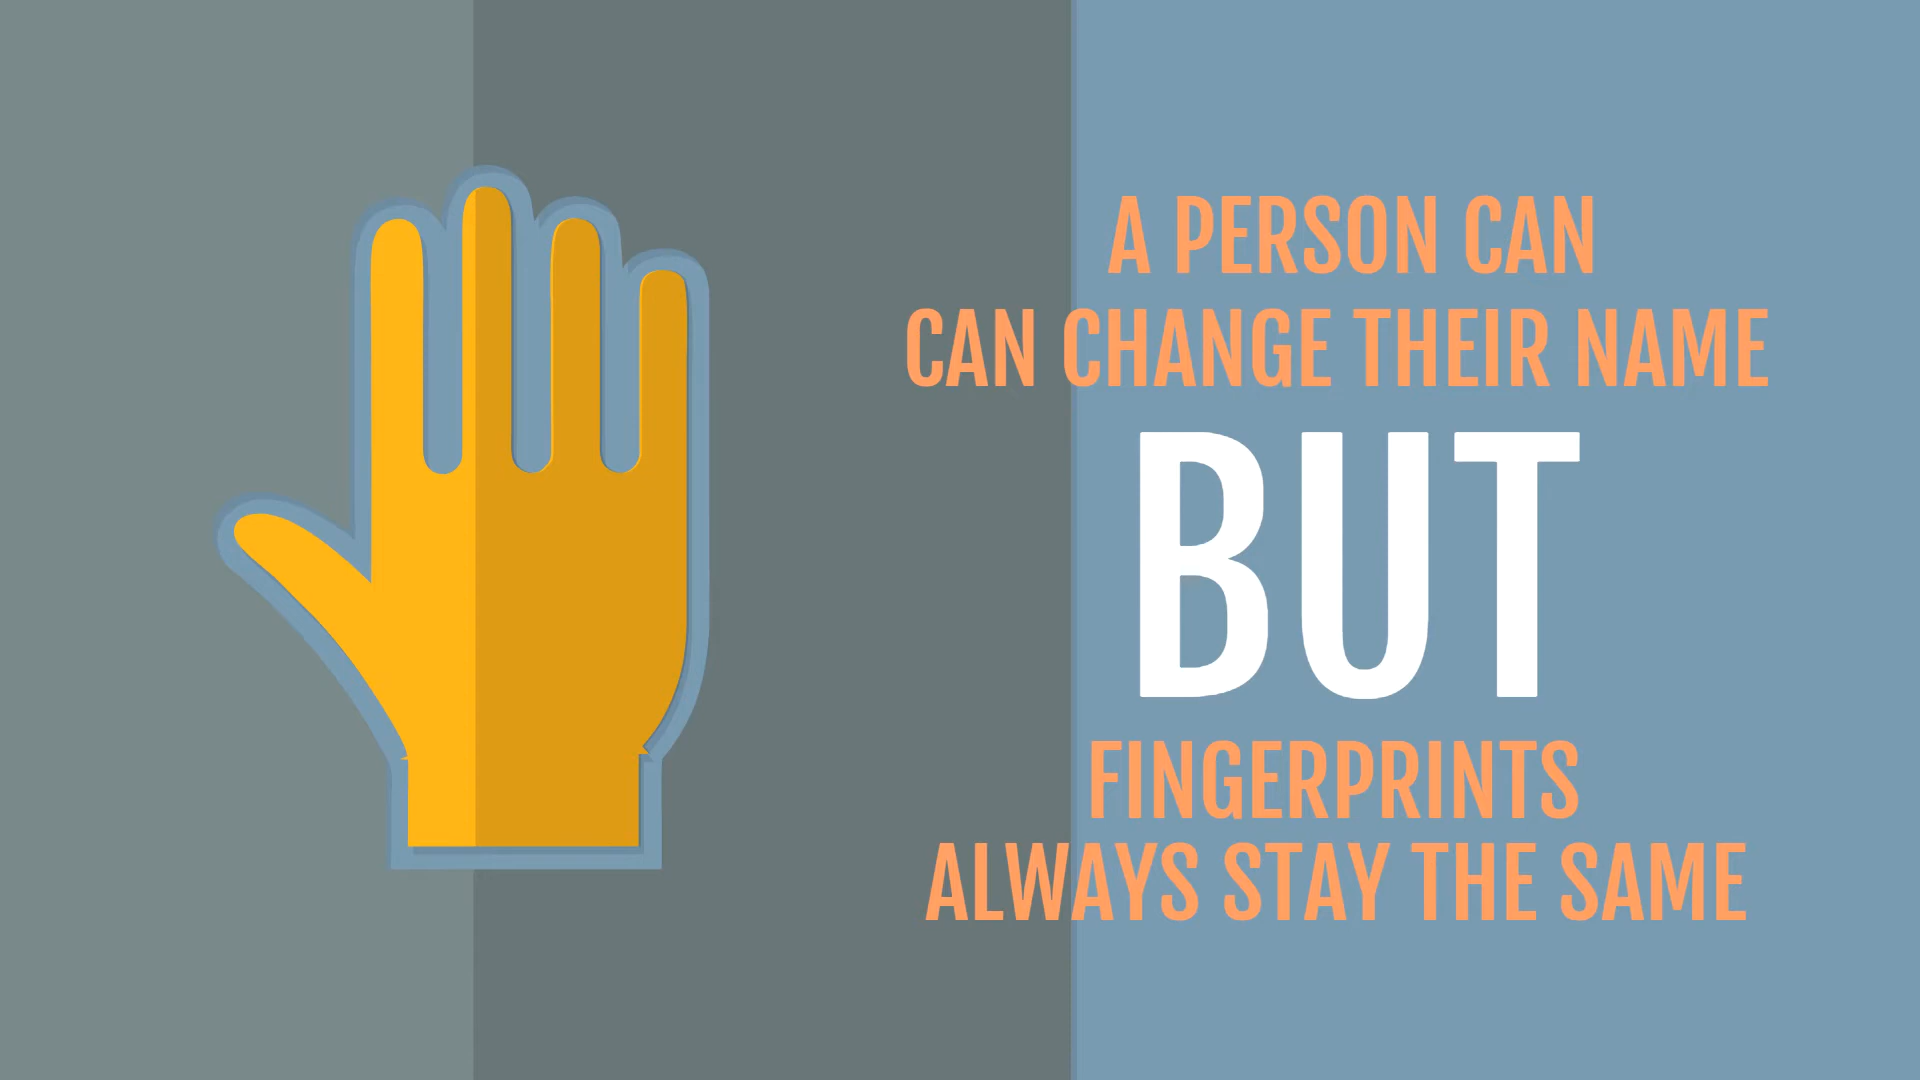 A PERSON CAN
CAN CHANGE THEIR NAME
BUT
FINGERPRINTS
ALWAYS STAY THE SAME